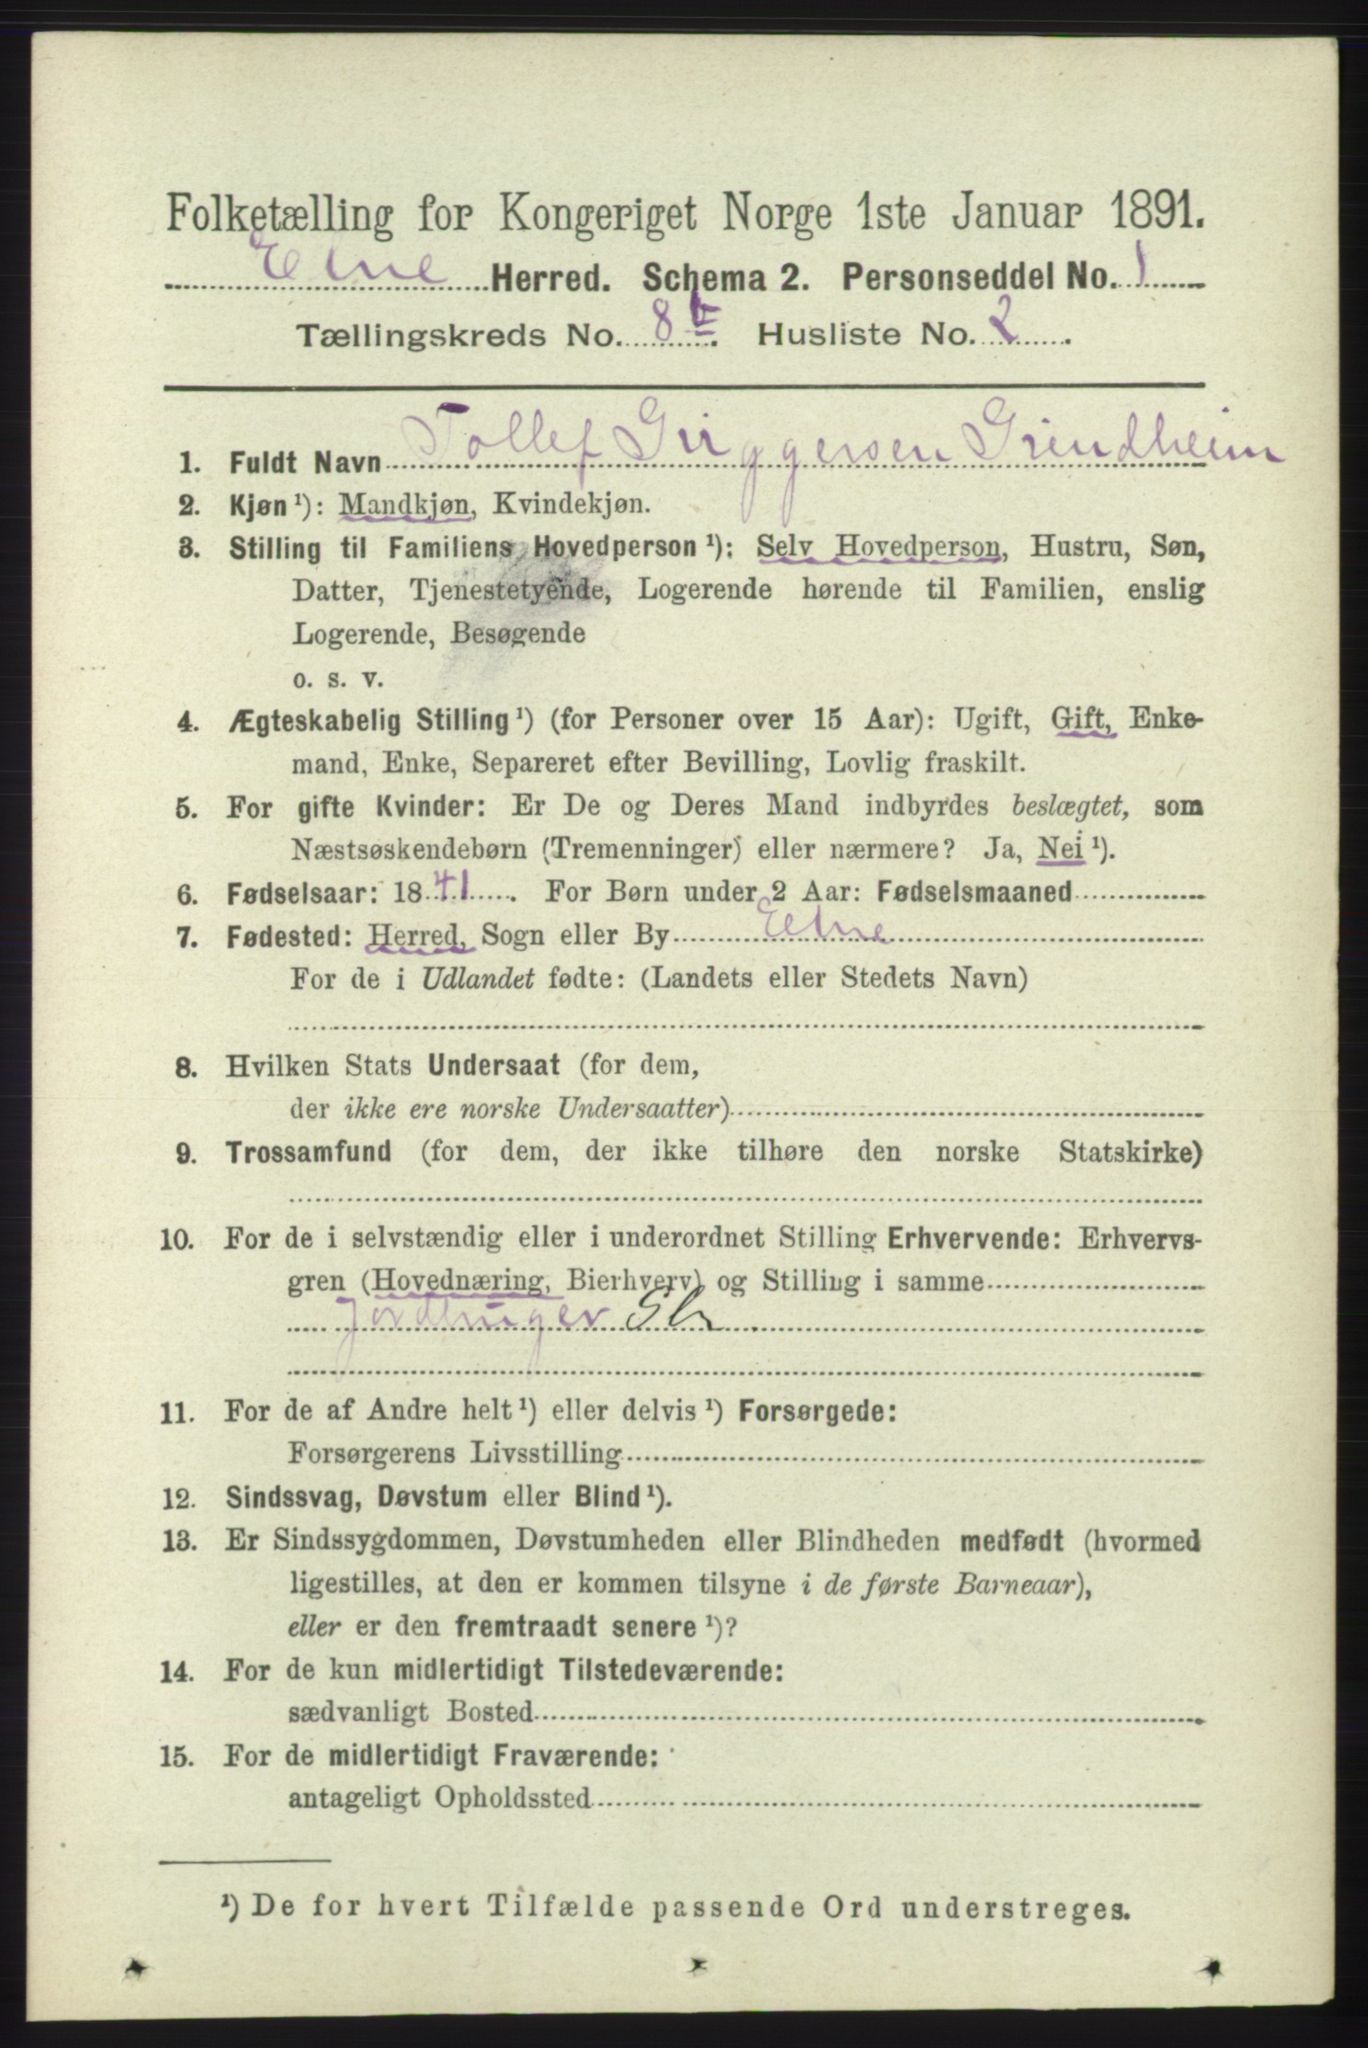 Folketælling for Kongeriget Norge 1ste Januar 1891.
Etne Herred. Schema 2. Personseddel No. 1
Tællingskreds No. 8 b. Husliste No. 2.
1. Fuldt Navn Tollef Grindheim
2. Kjøn ¹): Mandkjøn, Kvindekjøn.
3. Stilling til Familiens Hovedperson ¹): Selv Hovedperson, Hustru, Søn,
Datter, Tjenestetyende, Logerende hørende til Familien, enslig
Logerende, Besøgende
o. s. v.
4. Ægteskabelig Stilling ¹) (for Personer over 15 Aar): Ugift, Gift, Enke-
mand, Enke, Separeret efter Bevilling, Lovlig fraskilt.
5. For gifte Kvinder: Er De og Deres Mand indbyrdes beslægtet, som
Næstsøskendebørn (Tremenninger) eller nærmere? Ja, Nei ¹).
6. Fødselsaar: 1841. For Børn under 2 Aar: Fødselsmaaned
7. Fødested: Herred, Sogn eller By Etne
For de i Udlandet fødte: (Landets eller Stedets Navn)
8. Hvilken Stats Undersaat (for dem,
der ikke ere norske Undersaatter)
9. Trossamfund (for dem, der ikke tilhøre den norske Statskirke)
10. For de i selvstændig eller i underordnet Stilling Erhvervende: Erhvervs-
gren (Hovednæring, Bierhverv) og Stilling i samme
Jordbruger
11. For de af Andre helt ¹) eller delvis ¹) Forsørgede:
Forsørgerens Livsstilling
12. Sindssvag, Døvstum eller Blind ¹).
13. Er Sindssygdommen, Døvstumheden eller Blindheden medfødt (hvormed
ligestilles, at den er kommen tilsyne i de første Barneaar),
eller er den fremtraadt senere ¹)?
14. For de kun midlertidigt Tilstedeværende:
sædvanligt Bosted
15. For de midlertidigt Fraværende:
antageligt Opholdssted
¹) De for hvert Tilfælde passende Ord understreges.